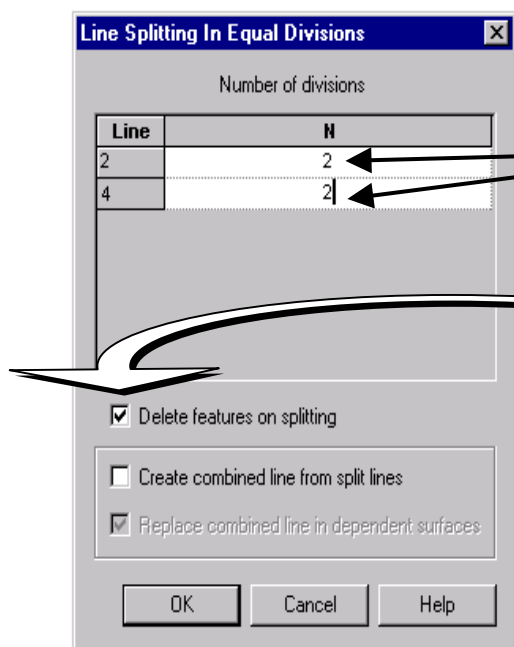 Line Splitting In Equal Divisions
Number of divisions
Line N
2 2
4 2
Delete features on splitting
Create combined line from split lines
Replace combined line in dependent surfaces
OK Cancel Help